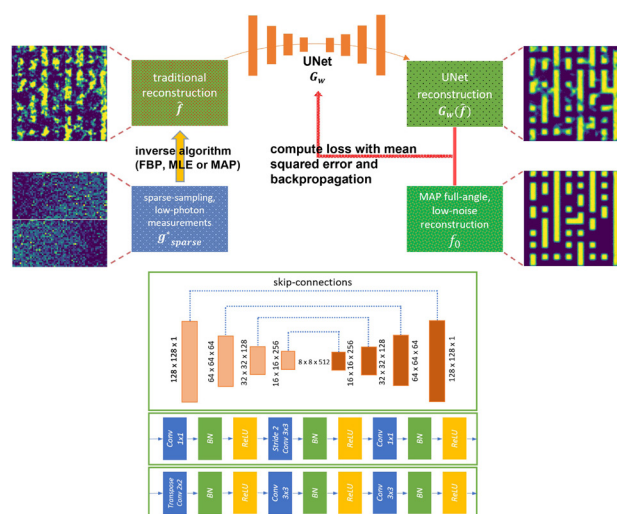 traditional
reconstruction
f̂
UNet
G_w
UNet
reconstruction
G_w(f̂)
inverse algorithm
(FBP, MLE or MAP)
compute loss with mean
squared error and
backpropagation
sparse-sampling,
low-photon
measurements
g*_sparse
MAP full-angle,
low-noise
reconstruction
f_0
skip-connections
128 x 128 x 1
64 x 64 x 64
32 x 32 x 128
16 x 16 x 256
8 x 8 x 512
16 x 16 x 256
32 x 32 x 128
64 x 64 x 64
128 x 128 x 1
Conv
1x1
BN
ReLU
Stride 2
Conv 3x3
BN
ReLU
Conv
1x1
BN
ReLU
Transpose
Conv 2x2
BN
ReLU
Conv
3x3
BN
ReLU
Conv
3x3
BN
ReLU